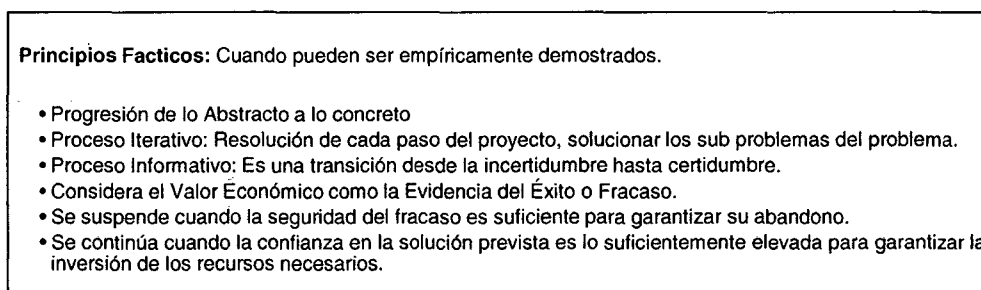 Principios Facticos: Cuando pueden ser empíricamente demostrados.
• Progresión de lo Abstracto a lo concreto
• Proceso Iterativo: Resolución de cada paso del proyecto, solucionar los sub problemas del problema.
• Proceso Informativo: Es una transición desde la incertidumbre hasta certidumbre.
• Considera el Valor Económico como la Evidencia del Éxito o Fracaso.
• Se suspende cuando la seguridad del fracaso es suficiente para garantizar su abandono.
• Se continúa cuando la confianza en la solución prevista es lo suficientemente elevada para garantizar la
inversión de los recursos necesarios.